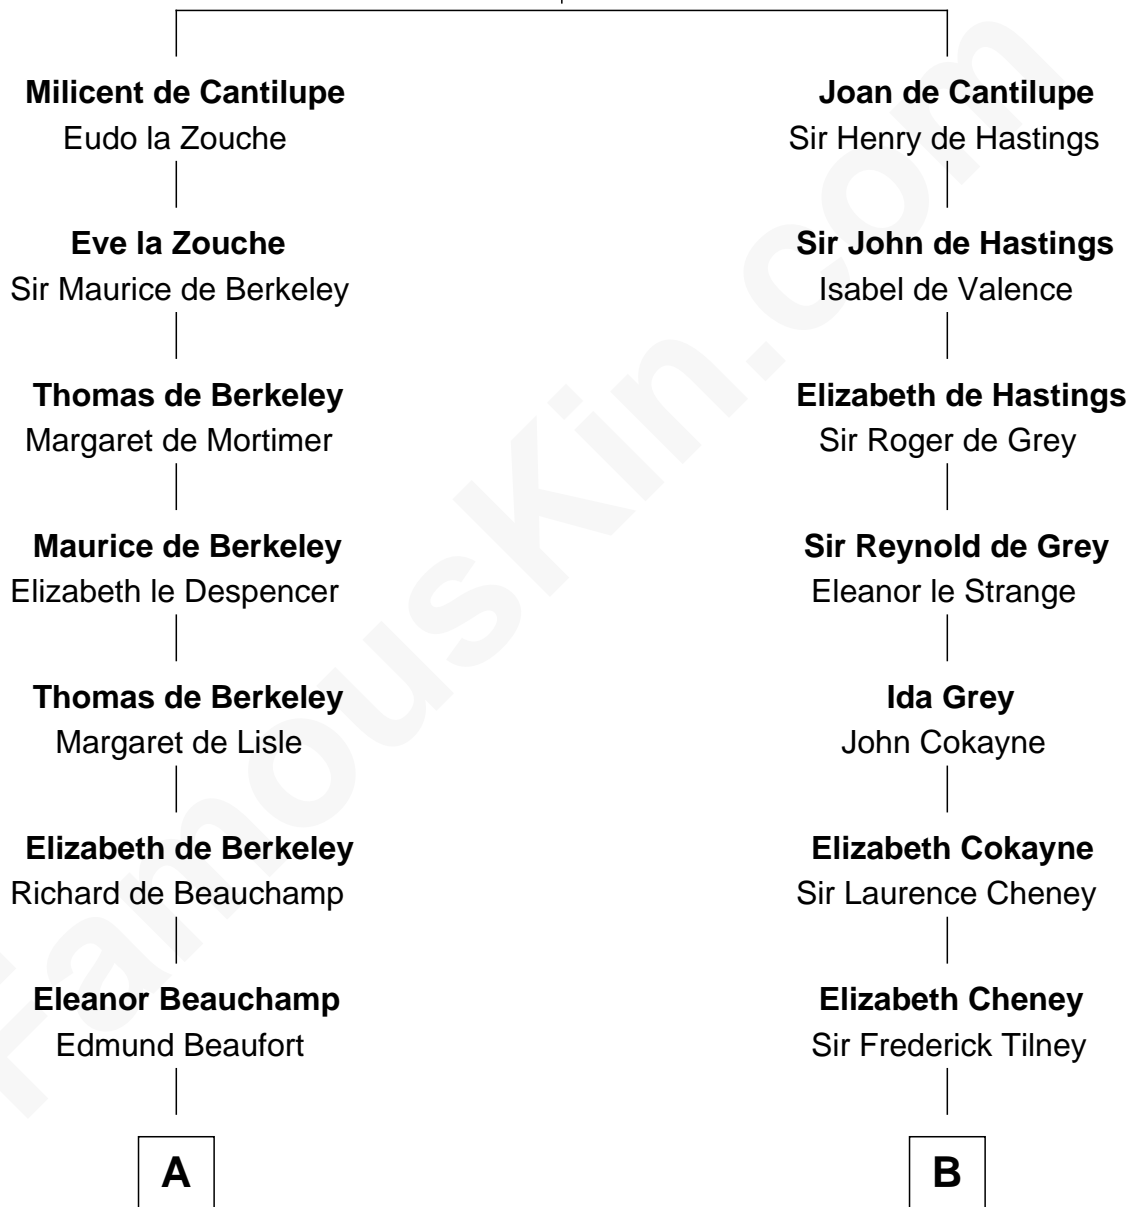 Milicent de Cantilupe
Eudo la Zouche
Joan de Cantilupe
Sir Henry de Hastings
Eve la Zouche
Sir Maurice de Berkeley
Sir John de Hastings
Isabel de Valence
Thomas de Berkeley
Margaret de Mortimer
Elizabeth de Hastings
Sir Roger de Grey
Maurice de Berkeley
Elizabeth le Despencer
Sir Reynold de Grey
Eleanor le Strange
Thomas de Berkeley
Margaret de Lisle
Ida Grey
John Cokayne
Elizabeth de Berkeley
Richard de Beauchamp
Elizabeth Cokayne
Sir Laurence Cheney
Eleanor Beauchamp
Edmund Beaufort
Elizabeth Cheney
Sir Frederick Tilney
A
B
FamousKin.com